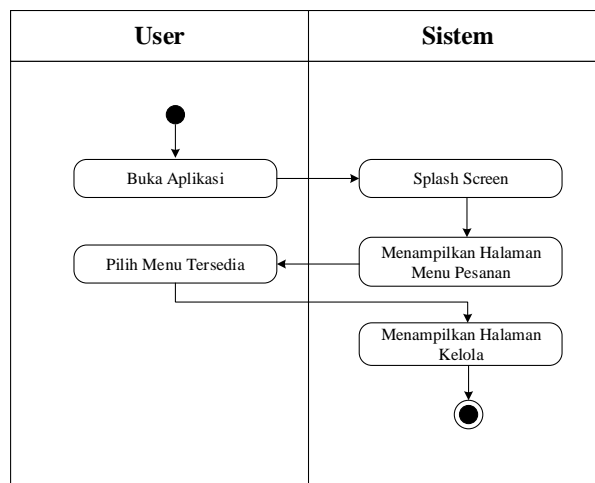 User
Sistem
Buka Aplikasi
Splash Screen
Menampilkan Halaman
Menu Pesanan
Pilih Menu Tersedia
Menampilkan Halaman
Kelola